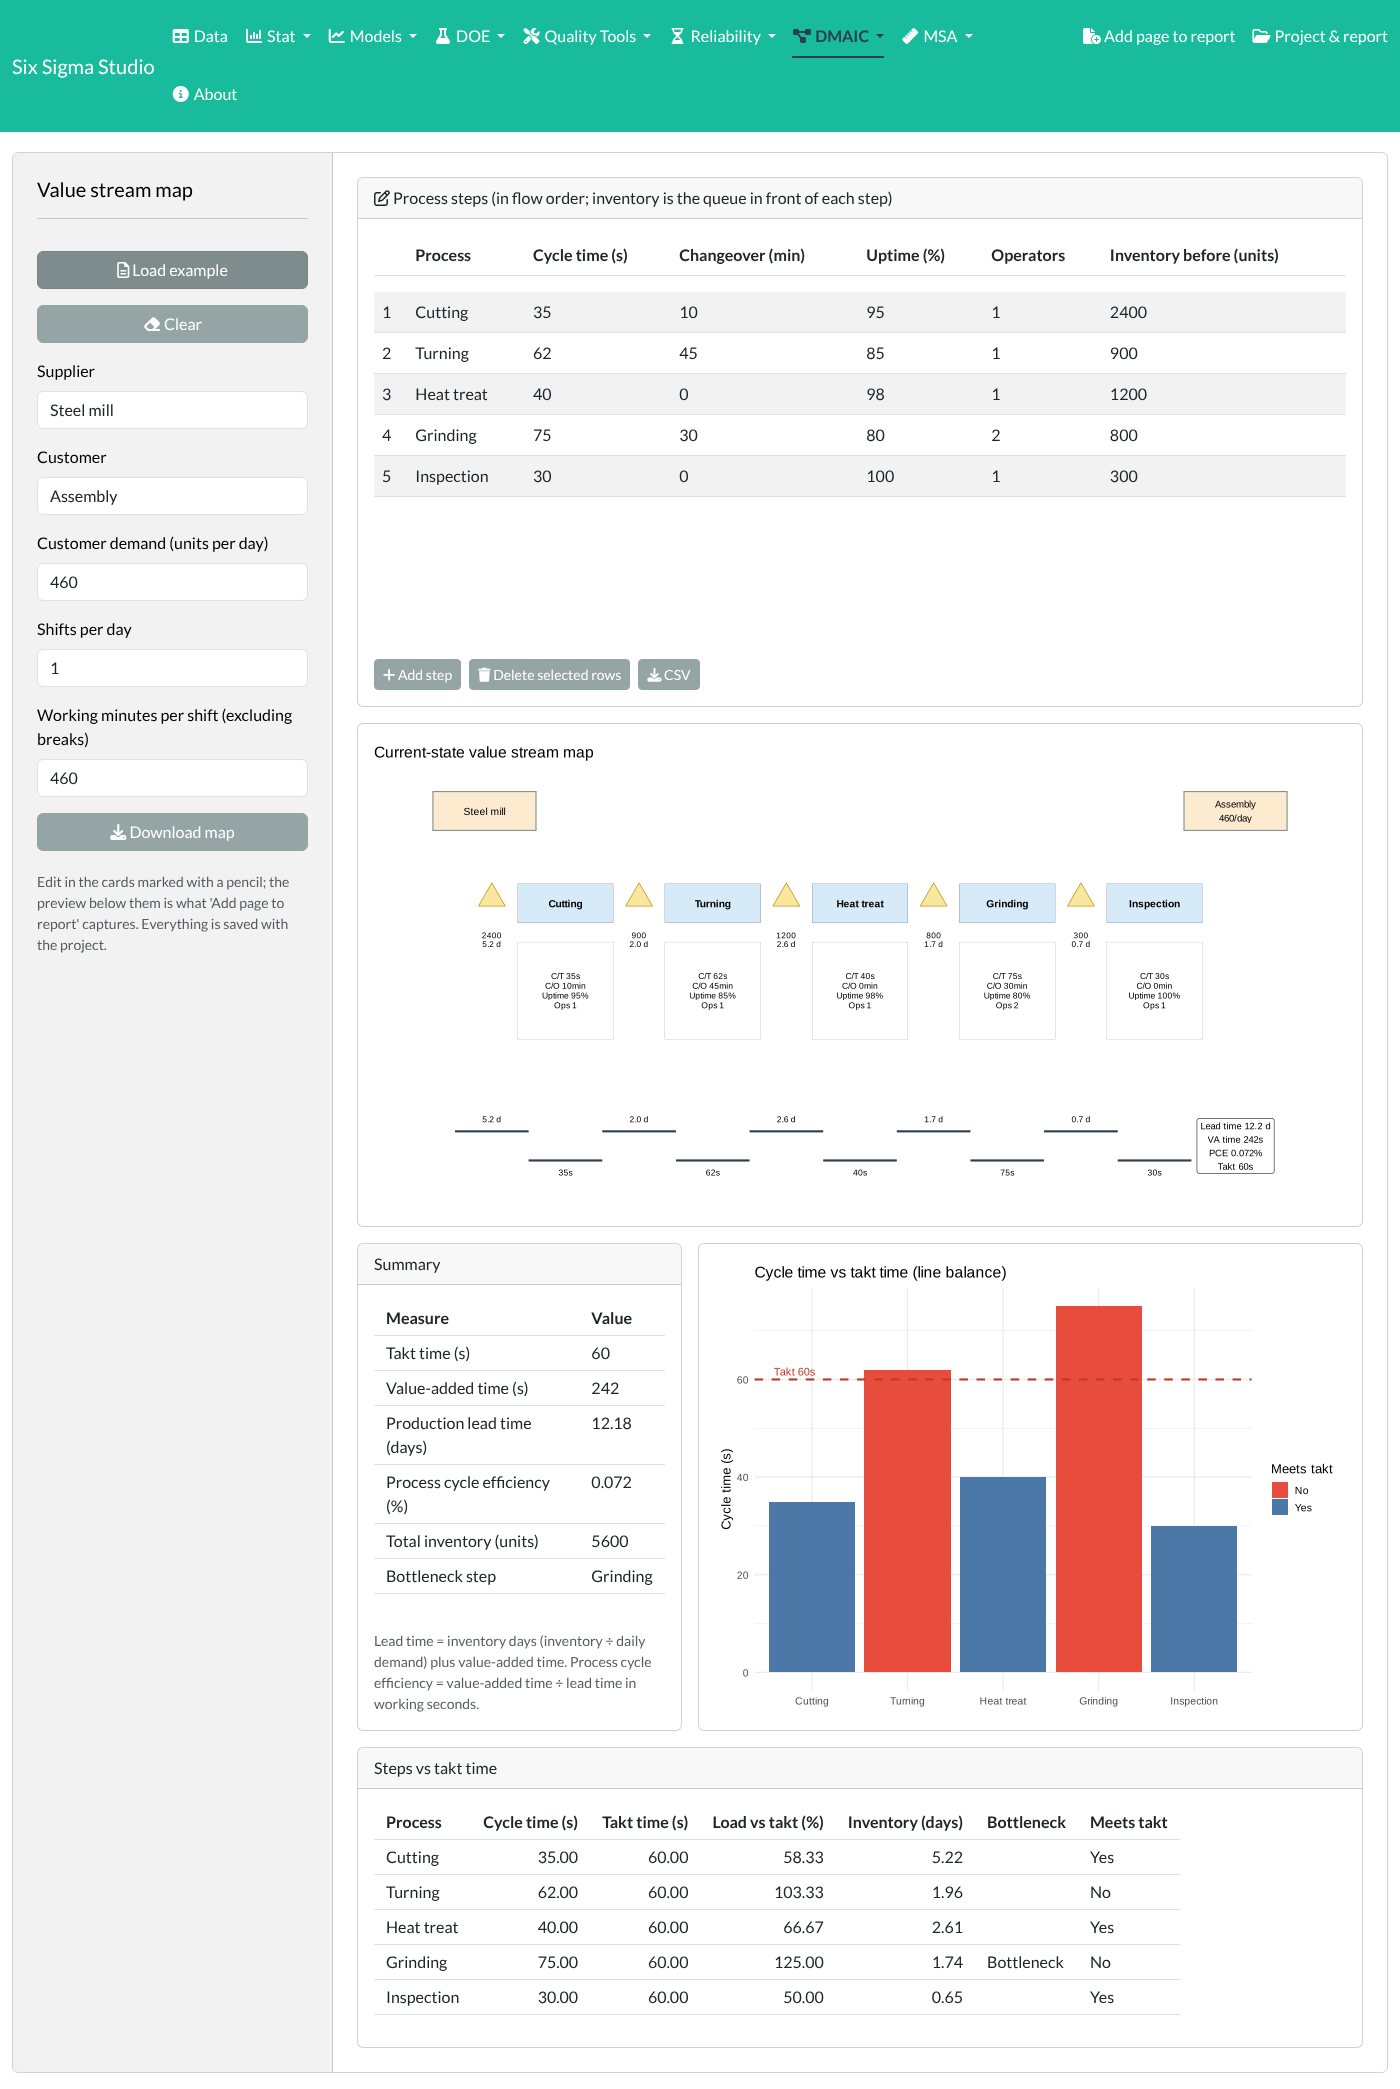 Six Sigma Studio
Data
Stat
Models
DOE
Quality Tools
Reliability
DMAIC
MSA
Add page to report
Project & report
About
Value stream map
Load example
Clear
Supplier
Steel mill
Customer
Assembly
Customer demand (units per day)
460
Shifts per day
1
Working minutes per shift (excluding
breaks)
460
Download map
Edit in the cards marked with a pencil; the
preview below them is what 'Add page to
report' captures. Everything is saved with
the project.
Process steps (in flow order; inventory is the queue in front of each step)
Process Cycle time (s) Changeover (min) Uptime (%) Operators Inventory before (units)
1 Cutting 35 10 95 1 2400
2 Turning 62 45 85 1 900
3 Heat treat 40 0 98 1 1200
4 Grinding 75 30 80 2 800
5 Inspection 30 0 100 1 300
Add step
Delete selected rows
CSV
Current-state value stream map
Steel mill
Assembly
460/day
Cutting
Turning
Heat treat
Grinding
Inspection
2400
5.2 d
900
2.0 d
1200
2.6 d
800
1.7 d
300
0.7 d
C/T 35s
C/O 10min
Uptime 95%
Ops 1
C/T 62s
C/O 45min
Uptime 85%
Ops 1
C/T 40s
C/O 0min
Uptime 98%
Ops 1
C/T 75s
C/O 30min
Uptime 80%
Ops 2
C/T 30s
C/O 0min
Uptime 100%
Ops 1
5.2 d 2.0 d 2.6 d 1.7 d 0.7 d
35s 62s 40s 75s 30s
Lead time 12.2 d
VA time 242s
PCE 0.072%
Takt 60s
Summary
Measure Value
Takt time (s) 60
Value-added time (s) 242
Production lead time 12.18
(days)
Process cycle efficiency 0.072
(%)
Total inventory (units) 5600
Bottleneck step Grinding
Lead time = inventory days (inventory ÷ daily
demand) plus value-added time. Process cycle
efficiency = value-added time ÷ lead time in
working seconds.
Cycle time vs takt time (line balance)
Takt 60s
Cycle time (s)
60
40
20
0
Cutting Turning Heat treat Grinding Inspection
Meets takt
No
Yes
Steps vs takt time
Process Cycle time (s) Takt time (s) Load vs takt (%) Inventory (days) Bottleneck Meets takt
Cutting 35.00 60.00 58.33 5.22 Yes
Turning 62.00 60.00 103.33 1.96 No
Heat treat 40.00 60.00 66.67 2.61 Yes
Grinding 75.00 60.00 125.00 1.74 Bottleneck No
Inspection 30.00 60.00 50.00 0.65 Yes